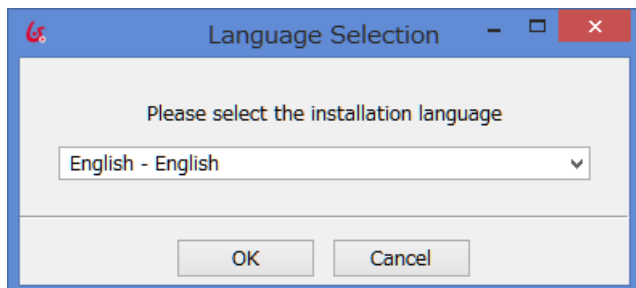 Language Selection
Please select the installation language
English - English
OK
Cancel